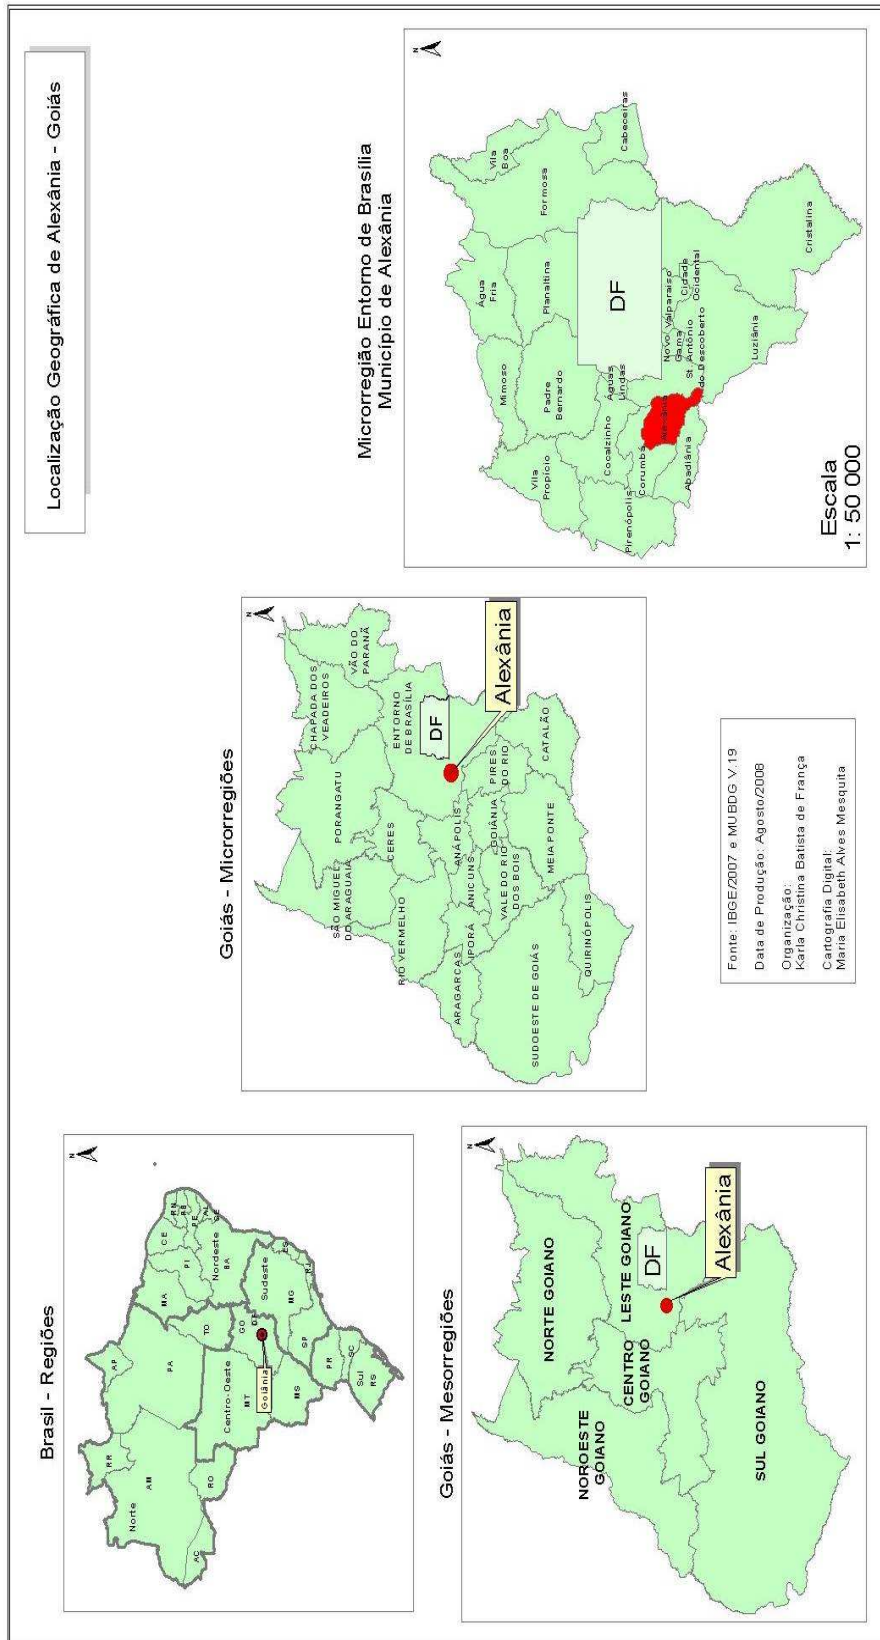 Localização Geográfica de Alexânia - Goiás
Brasil - Regiões
N
RR
AP
Norte
AM
PA
MA
CE
RN
PB
PE
AL
SE
PI
Nordeste
BA
TO
AC
RO
Centro-Oeste
MT
GO
DF
Goiânia
MS
Sudeste
MG
ES
RJ
SP
PR
SC
Sul
RS
Goiás - Microrregiões
N
CHAPADA DOS
VEADEIROS
VÃO DO
PARANÃ
PORANGATU
SÃO MIGUEL
DO ARAGUAIA
ENTORNO
DE BRASÍLIA
DF
CERES
RIO VERMELHO
ANÁPOLIS
Alexânia
ARAGARÇAS
IPORÁ
ANICUNS
GOIÂNIA
PIRES
DO RIO
VALE DO RIO
DOS BOIS
CATALÃO
MEIA PONTE
SUDOESTE DE GOIÁS
QUIRINÓPOLIS
Microrregião Entorno de Brasília
Município de Alexânia
N
Vila
Boa
Água
Fria
Mimoso
Formosa
Planaltina
Padre
Bernardo
Vila
Propício
Cabeceiras
DF
Cocalzinho
Águas
Lindas
Pirenópolis
Corumbá
Alexânia
Abadiânia
Novo
Gama
Valparaíso
Cidade
Ocidental
St. Antônio
do Descoberto
Luziânia
Cristalina
Escala
1: 50 000
Goiás - Mesorregiões
N
NORTE GOIANO
NOROESTE
GOIANO
CENTRO
GOIANO
LESTE GOIANO
DF
Alexânia
SUL GOIANO
Fonte: IBGE/2007 e MUBDG V.19
Data de Produção: Agosto/2008
Organização:
Karla Christina Batista de França
Cartografia Digital:
Maria Elisabeth Alves Mesquita